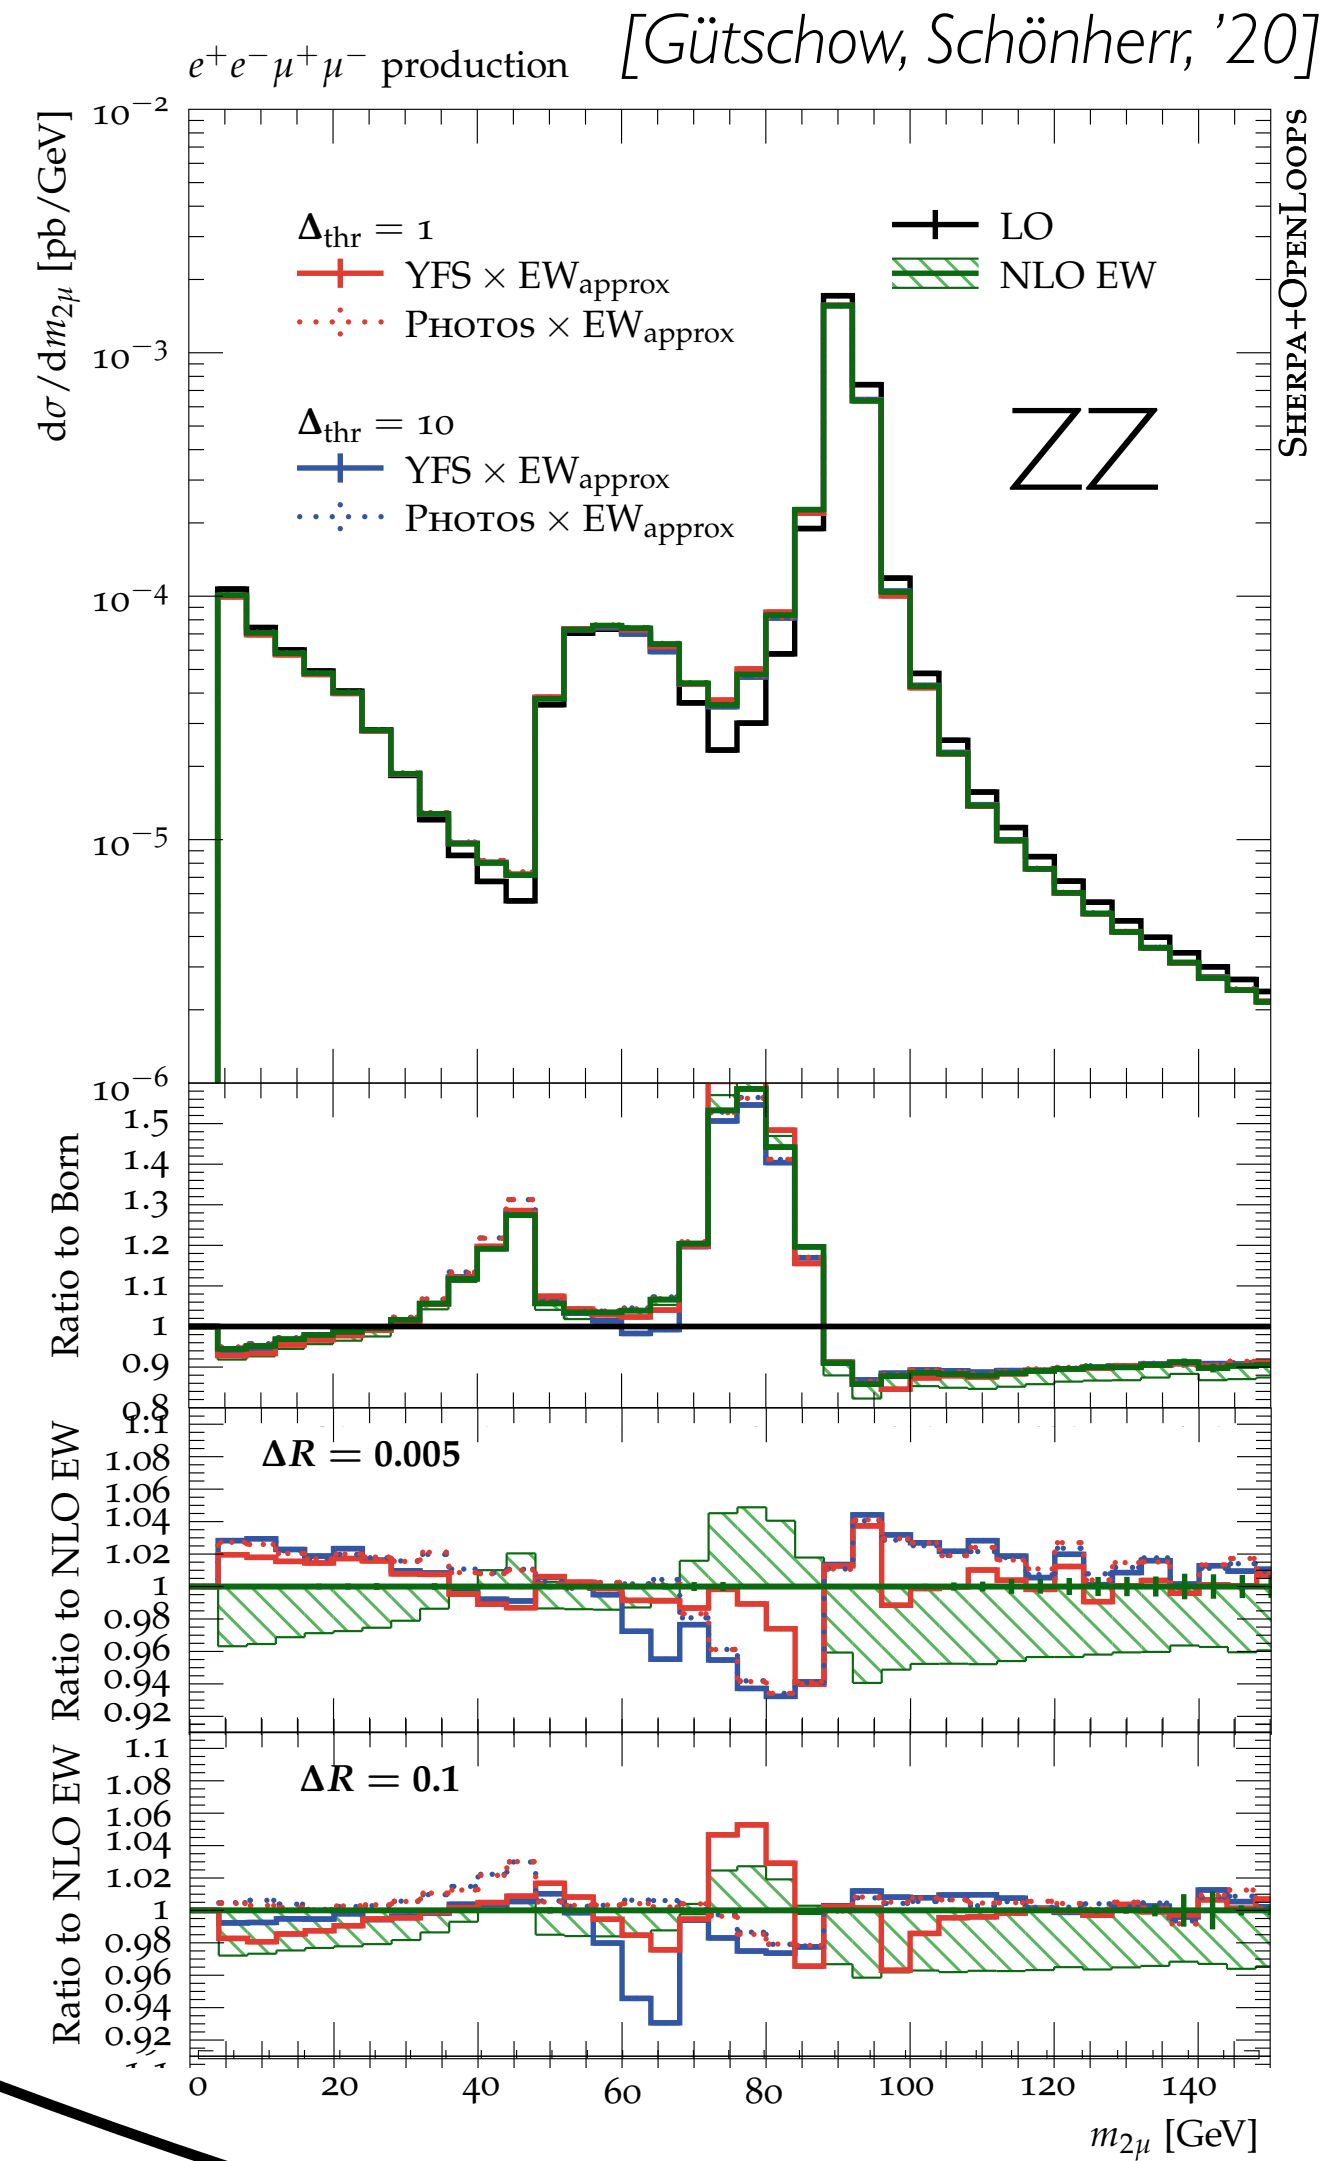 [Gütschow, Schönherr, '20]
e⁺e⁻μ⁺μ⁻ production
SHERPA+OPENLOOPS
dσ/dm₂μ [pb/GeV]
10⁻²
10⁻³
10⁻⁴
10⁻⁵
10⁻⁶
Δthr = 1
YFS × EWapprox
PHOTOS × EWapprox
Δthr = 10
YFS × EWapprox
PHOTOS × EWapprox
LO
NLO EW
ZZ
Ratio to Born
1.5
1.4
1.3
1.2
1.1
1
0.9
0.8
Ratio to NLO EW
ΔR = 0.005
1.1
1.08
1.06
1.04
1.02
1
0.98
0.96
0.94
0.92
Ratio to NLO EW
ΔR = 0.1
1.1
1.08
1.06
1.04
1.02
1
0.98
0.96
0.94
0.92
0 20 40 60 80 100 120 140
m₂μ [GeV]